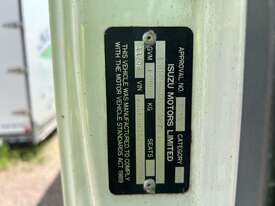 APPROVAL NO
CATEGORY
ISUZU MOTORS LIMITED
GVM
KG
SEATS
VIN
THIS VEHICLE WAS MANUFACTURED TO COMPLY
WITH THE MOTOR VEHICLE STANDARDS ACT 1989